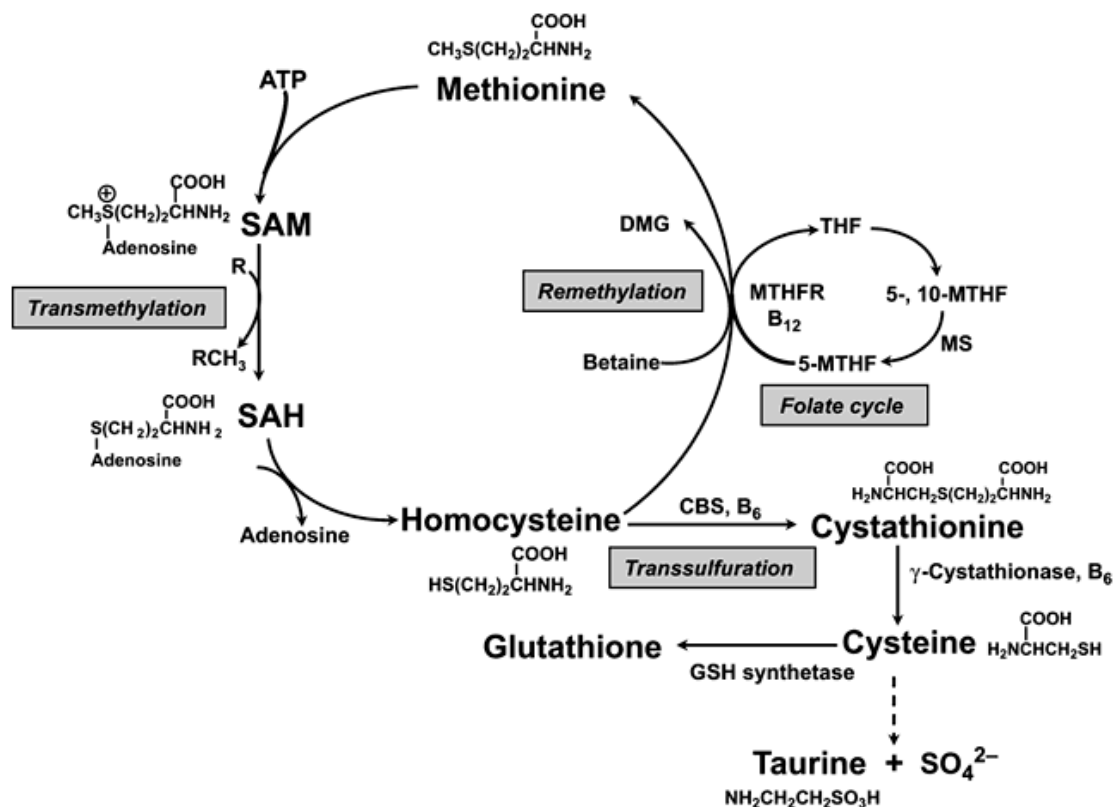 COOH
CH₃S(CH₂)₂CHNH₂
Methionine
ATP
⊕
COOH
CH₃S(CH₂)₂CHNH₂
Adenosine
SAM
R
Transmethylation
RCH₃
SAH
COOH
S(CH₂)₂CHNH₂
Adenosine
Adenosine
DMG
THF
Remethylation
MTHFR
B₁₂
5-, 10-MTHF
MS
Betaine
5-MTHF
Folate cycle
Homocysteine
COOH
HS(CH₂)₂CHNH₂
CBS, B₆
Transsulfuration
COOH COOH
H₂NCHCH₂S(CH₂)₂CHNH₂
Cystathionine
γ-Cystathionase, B₆
Glutathione
GSH synthetase
Cysteine
COOH
H₂NCHCH₂SH
Taurine + SO₄²⁻
NH₂CH₂CH₂SO₃H